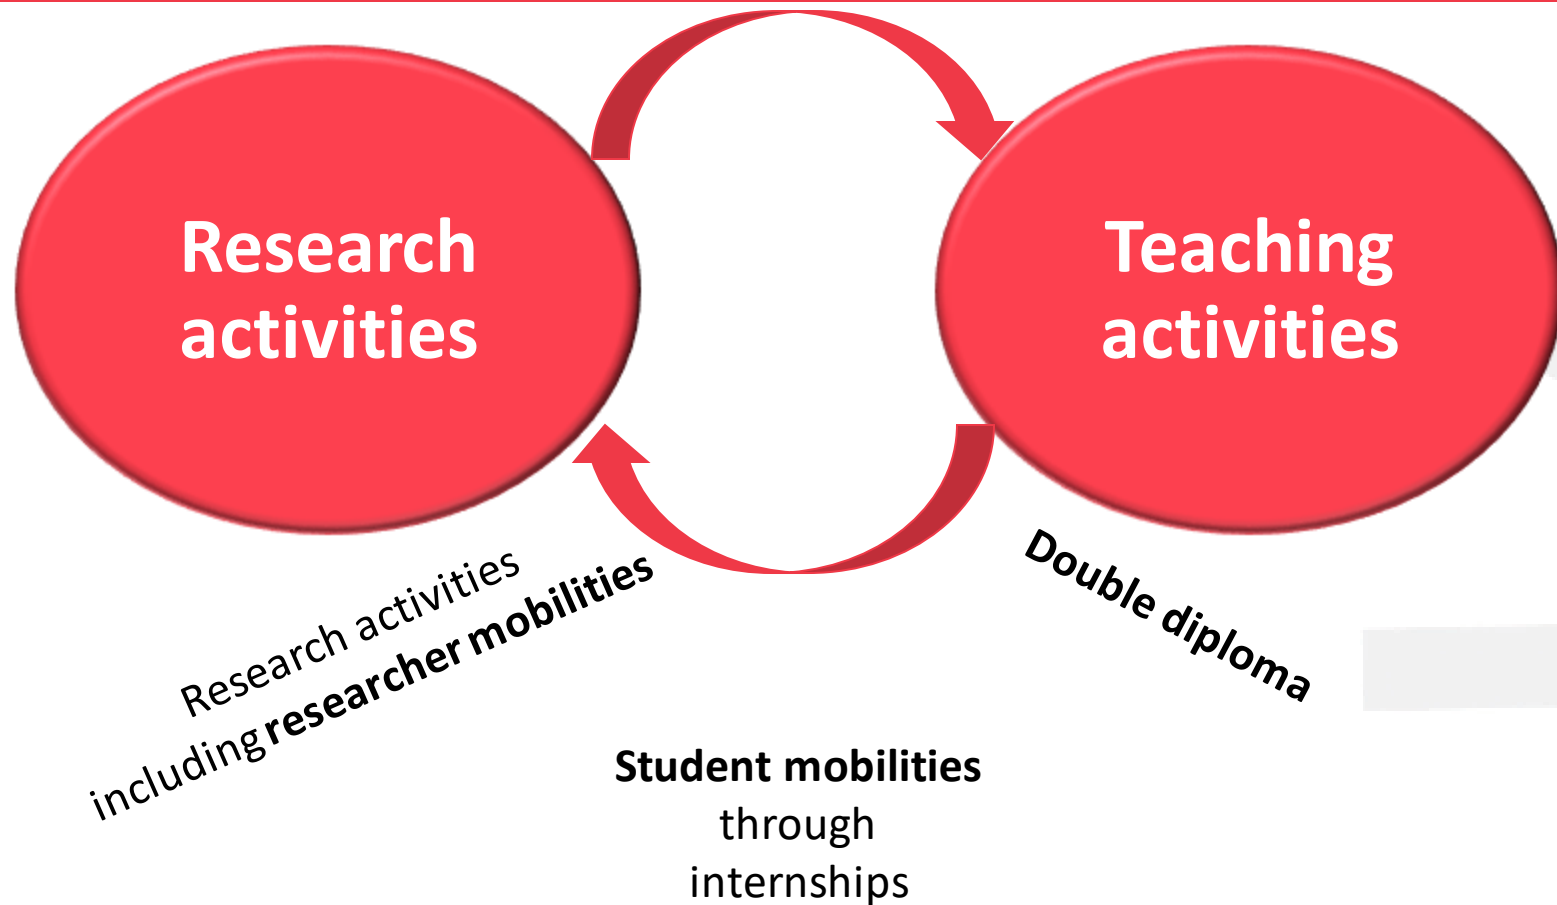 Research
activities
Teaching
activities
Research activities
including researcher mobilities
Double diploma
Student mobilities
through
internships